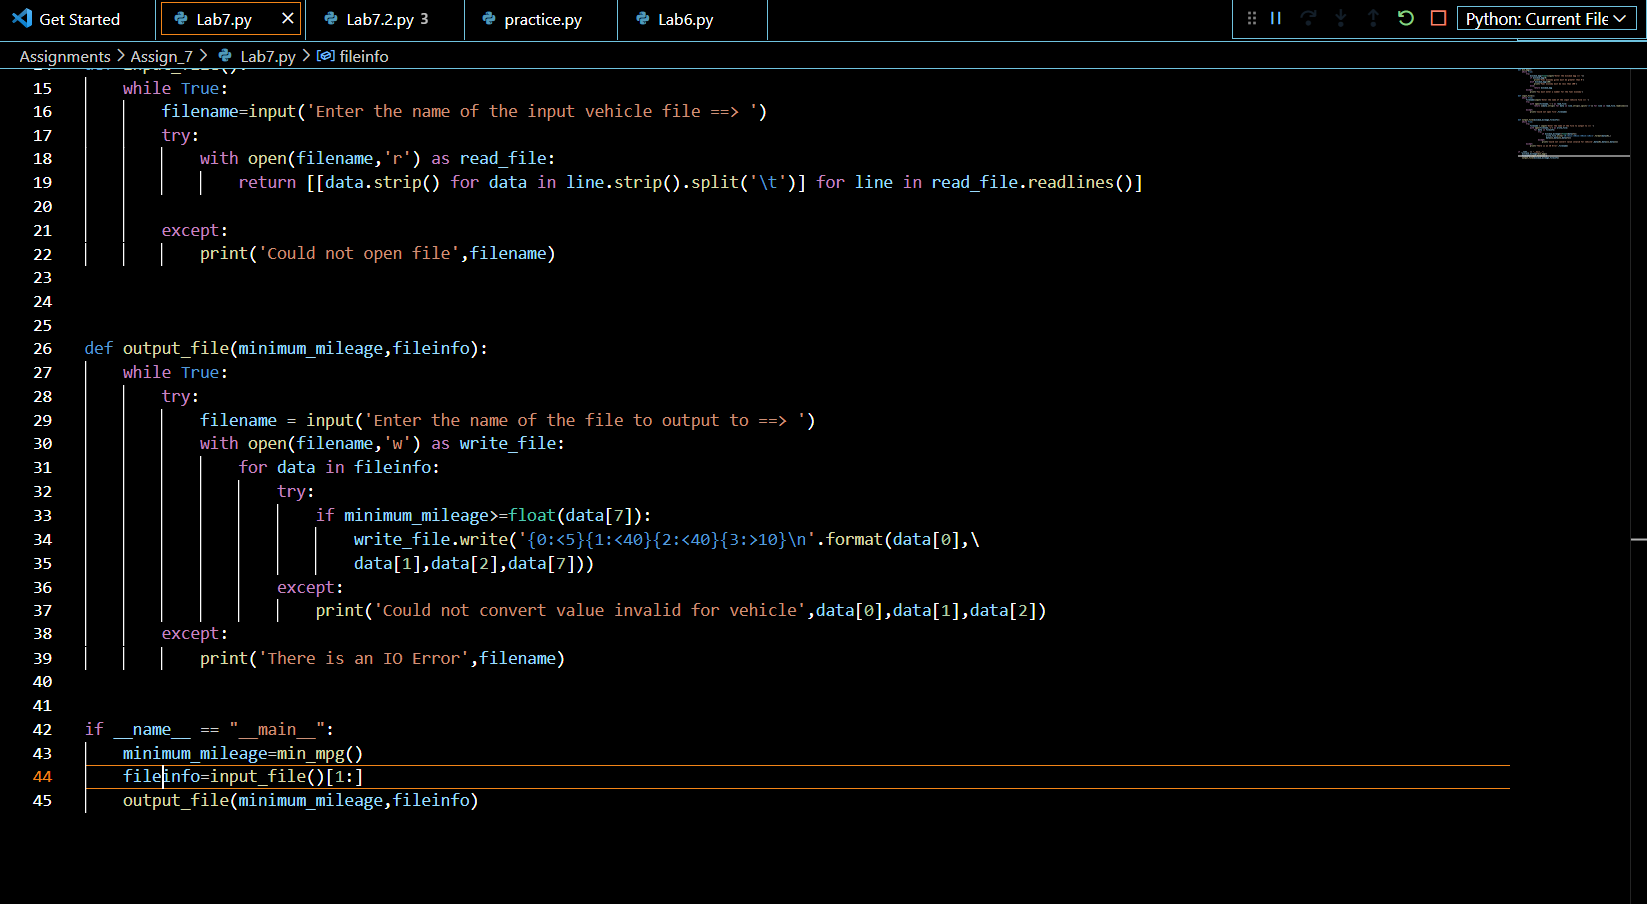 Get Started
Lab7.py
Lab7.2.py 3
practice.py
Lab6.py
Python: Current File
Assignments > Assign_7 > Lab7.py > fileinfo
15 while True:
16 filename=input('Enter the name of the input vehicle file ==> ')
17 try:
18 with open(filename,'r') as read_file:
19 return [[data.strip() for data in line.strip().split('\t')] for line in read_file.readlines()]
20
21 except:
22 print('Could not open file',filename)
23
24
25
26 def output_file(minimum_mileage,fileinfo):
27 while True:
28 try:
29 filename = input('Enter the name of the file to output to ==> ')
30 with open(filename,'w') as write_file:
31 for data in fileinfo:
32 try:
33 if minimum_mileage>=float(data[7]):
34 write_file.write('{0:<5}{1:<40}{2:<40}{3:>10}\n'.format(data[0],\
35 data[1],data[2],data[7]))
36 except:
37 print('Could not convert value invalid for vehicle',data[0],data[1],data[2])
38 except:
39 print('There is an IO Error',filename)
40
41
42 if __name__ == "__main__":
43 minimum_mileage=min_mpg()
44 fileinfo=input_file()[1:]
45 output_file(minimum_mileage,fileinfo)